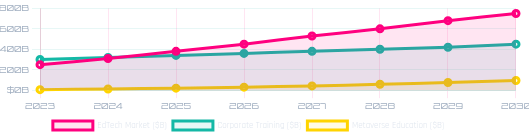 $800B
$600B
$400B
$200B
$0B
2023 2024 2025 2026 2027 2028 2029 2030
EdTech Market ($B) Corporate Training ($B) Metaverse Education ($B)